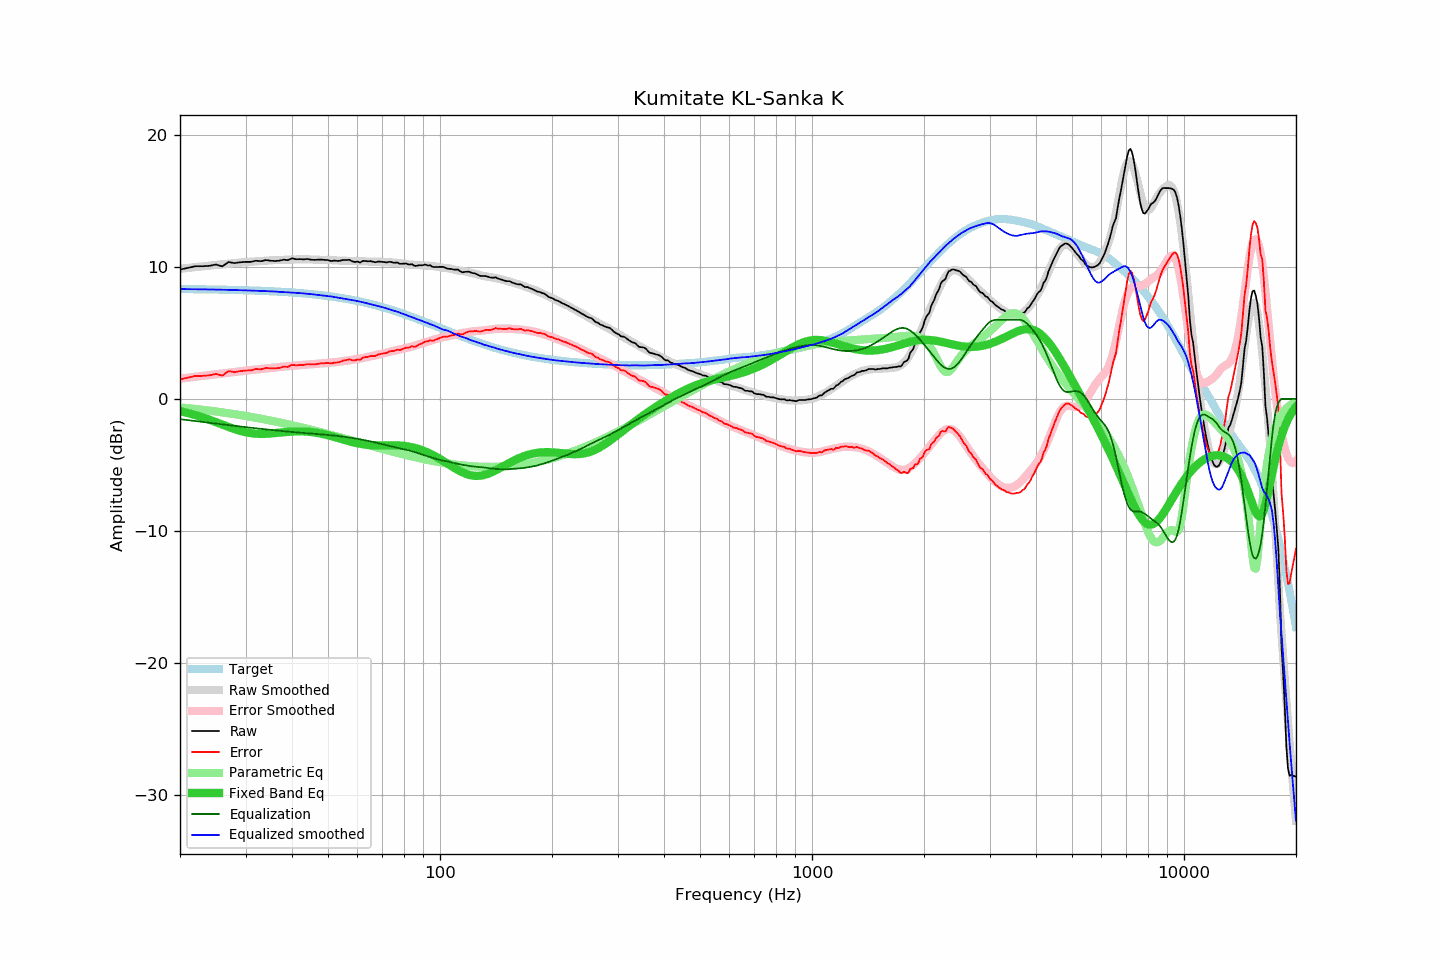 Kumitate KL-Sanka K
20
10
0
−10
−20
−30
Amplitude (dBr)
100
1000
10000
Frequency (Hz)
Target
Raw Smoothed
Error Smoothed
Raw
Error
Parametric Eq
Fixed Band Eq
Equalization
Equalized smoothed